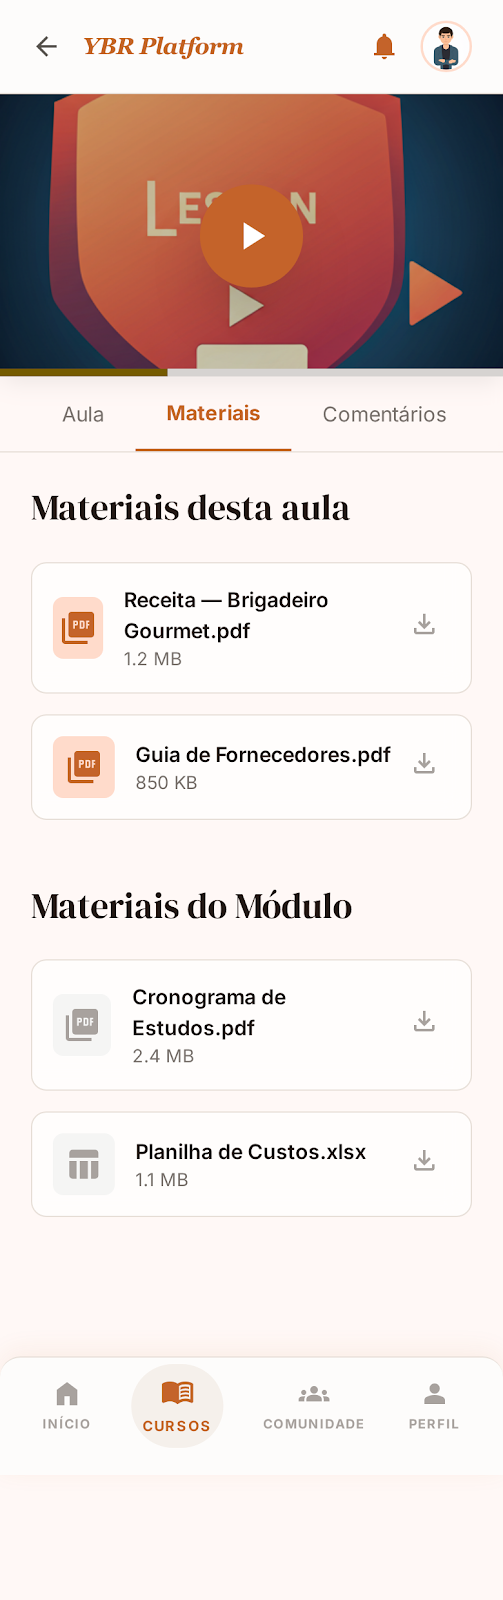 YBR Platform
Aula
Materiais
Comentários
Materiais desta aula
PDF
Receita — Brigadeiro
Gourmet.pdf
1.2 MB
PDF
Guia de Fornecedores.pdf
850 KB
Materiais do Módulo
PDF
Cronograma de
Estudos.pdf
2.4 MB
Planilha de Custos.xlsx
1.1 MB
INÍCIO
CURSOS
COMUNIDADE
PERFIL